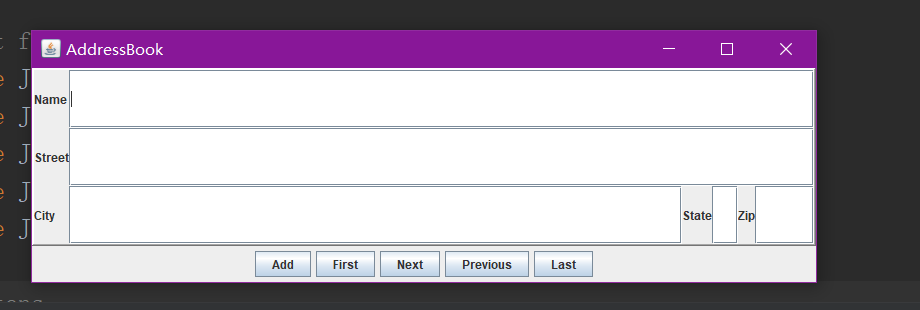 AddressBook
Name
Street
City State Zip
Add First Next Previous Last